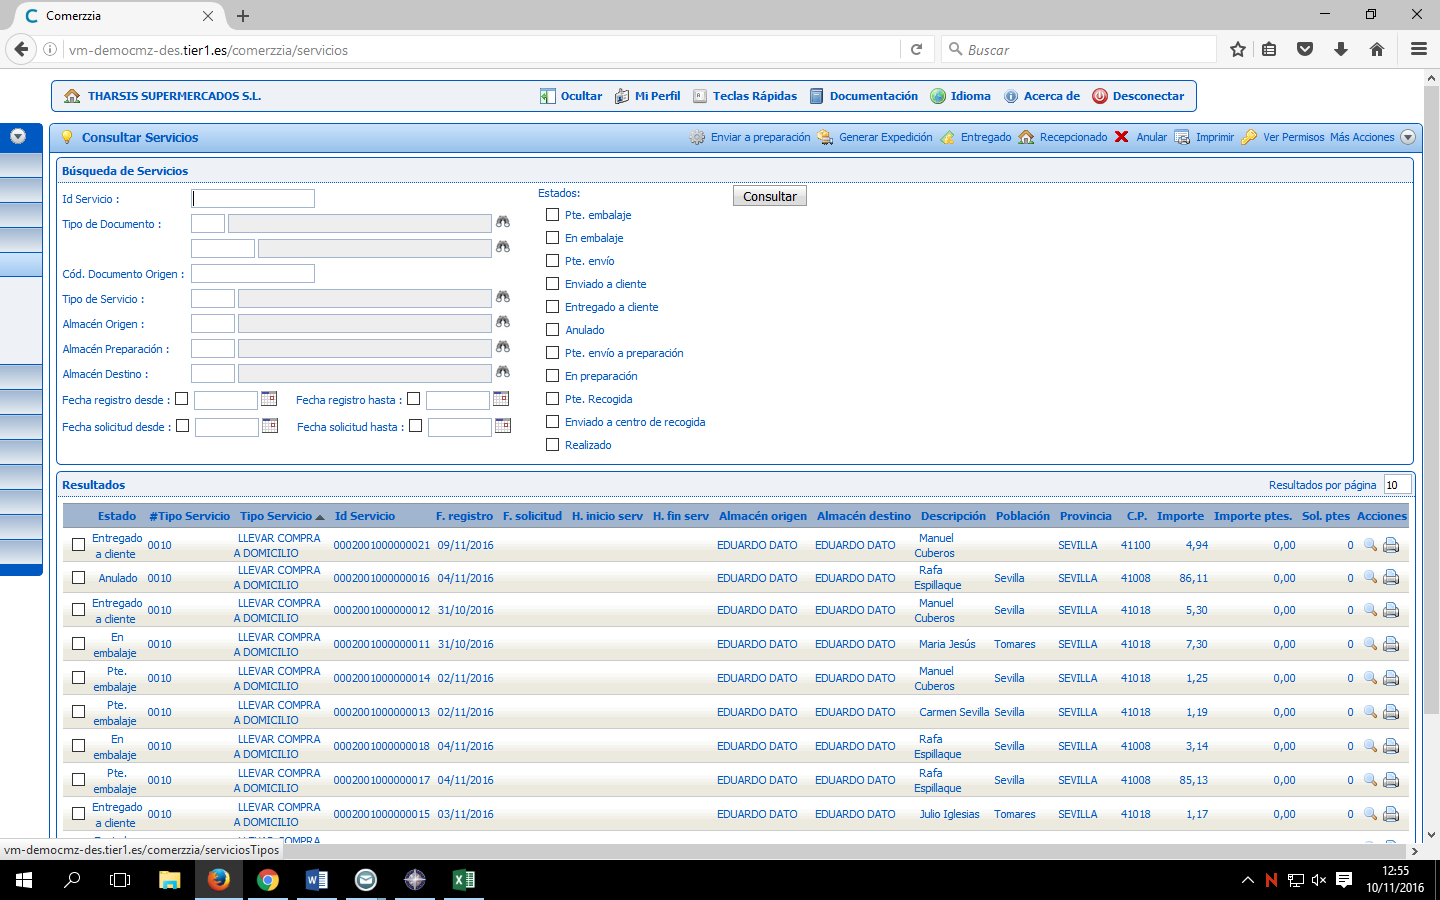 Comerzzia
vm-democmz-des.tier1.es/comerzzia/servicios
Buscar
THARSIS SUPERMERCADOS S.L. Ocultar Mi Perfil Teclas Rápidas Documentación Idioma Acerca de Desconectar
Consultar Servicios Enviar a preparación Generar Expedición Entregado Recepcionado Anular Imprimir Ver Permisos Más Acciones
Búsqueda de Servicios
Id Servicio :
Tipo de Documento :
Cód. Documento Origen :
Tipo de Servicio :
Almacén Origen :
Almacén Preparación :
Almacén Destino :
Fecha registro desde : Fecha registro hasta :
Fecha solicitud desde : Fecha solicitud hasta :
Estados:
Pte. embalaje
En embalaje
Pte. envío
Enviado a cliente
Entregado a cliente
Anulado
Pte. envío a preparación
En preparación
Pte. Recogida
Enviado a centro de recogida
Realizado
Consultar
Resultados Resultados por página 10
Estado #Tipo Servicio Tipo Servicio Id Servicio F. registro F. solicitud H. inicio serv H. fin serv Almacén origen Almacén destino Descripción Población Provincia C.P. Importe Importe ptes. Sol. ptes Acciones
Entregado a cliente 0010 LLEVAR COMPRA A DOMICILIO 0002001000000021 09/11/2016 EDUARDO DATO EDUARDO DATO Manuel Cuberos SEVILLA 41100 4,94 0,00 0
Anulado 0010 LLEVAR COMPRA A DOMICILIO 0002001000000016 04/11/2016 EDUARDO DATO EDUARDO DATO Rafa Espillaque Sevilla SEVILLA 41008 86,11 0,00 0
Entregado a cliente 0010 LLEVAR COMPRA A DOMICILIO 0002001000000012 31/10/2016 EDUARDO DATO EDUARDO DATO Manuel Cuberos Sevilla SEVILLA 41018 5,30 0,00 0
En embalaje 0010 LLEVAR COMPRA A DOMICILIO 0002001000000011 31/10/2016 EDUARDO DATO EDUARDO DATO Maria Jesús Tomares SEVILLA 41018 7,30 0,00 0
Pte. embalaje 0010 LLEVAR COMPRA A DOMICILIO 0002001000000014 02/11/2016 EDUARDO DATO EDUARDO DATO Manuel Cuberos Sevilla SEVILLA 41018 1,25 0,00 0
Pte. embalaje 0010 LLEVAR COMPRA A DOMICILIO 0002001000000013 02/11/2016 EDUARDO DATO EDUARDO DATO Carmen Sevilla Sevilla SEVILLA 41018 1,19 0,00 0
En embalaje 0010 LLEVAR COMPRA A DOMICILIO 0002001000000018 04/11/2016 EDUARDO DATO EDUARDO DATO Rafa Espillaque Sevilla SEVILLA 41008 3,14 0,00 0
Pte. embalaje 0010 LLEVAR COMPRA A DOMICILIO 0002001000000017 04/11/2016 EDUARDO DATO EDUARDO DATO Rafa Espillaque Sevilla SEVILLA 41008 85,13 0,00 0
Entregado a cliente 0010 LLEVAR COMPRA A DOMICILIO 0002001000000015 03/11/2016 EDUARDO DATO EDUARDO DATO Julio Iglesias Tomares SEVILLA 41018 1,17 0,00 0
vm-democmz-des.tier1.es/comerzzia/serviciosTipos
12:55
10/11/2016